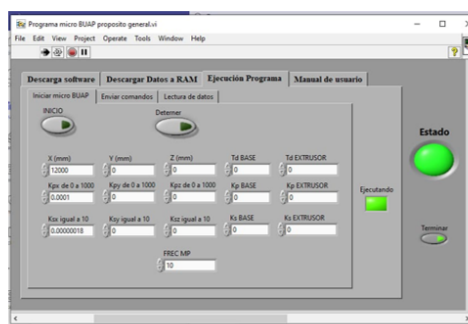 Programa micro BUAP proposito general.vi
File Edit View Project Operate Tools Window Help
Descarga software Descargar Datos a RAM Ejecución Programa Manual de usuario
Iniciar micro BUAP Enviar comandos Lectura de datos
INICIO Detener
Estado
X (mm) Y (mm) Z (mm) Td BASE Td EXTRUSOR
12000 0 0 0 0
Kpx de 0 a 1000 Kpy de 0 a 1000 Kpz de 0 a 1000 Kp BASE Kp EXTRUSOR
Ejecutando
0.0001 0 0 0 0
Ksx igual a 10 Ksy igual a 10 Ksz igual a 10 Ks BASE Ks EXTRUSOR
0.00000018 0 0 0 0
Terminar
FREC MP
10